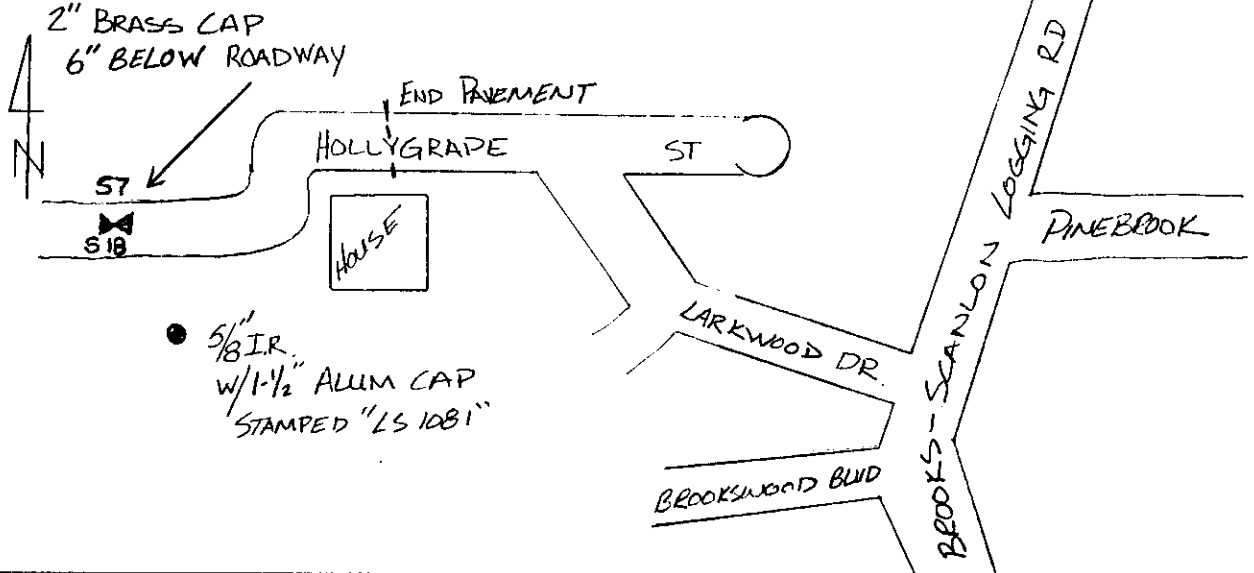 2" BRASS CAP
6" BELOW ROADWAY
N
END PAVEMENT
HOLLYGRAPE ST
S7
S18
HOUSE
5/8" I.R.
W/1-1/2" ALUM CAP
STAMPED "LS 1081"
LARKWOOD DR.
BROOKSWOOD BLVD
BROOKS-SCANLON LOGGING RD
PINEBROOK